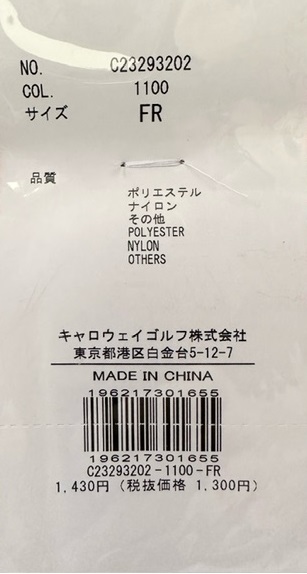 NO. C23293202
COL. 1100
サイズ FR
品質
ポリエステル
ナイロン
その他
POLYESTER
NYLON
OTHERS
キャロウェイゴルフ株式会社
東京都港区白金台5-12-7
MADE IN CHINA
196217301655
196217301655
C23293202-1100-FR
1,430円 (税抜価格 1,300円)